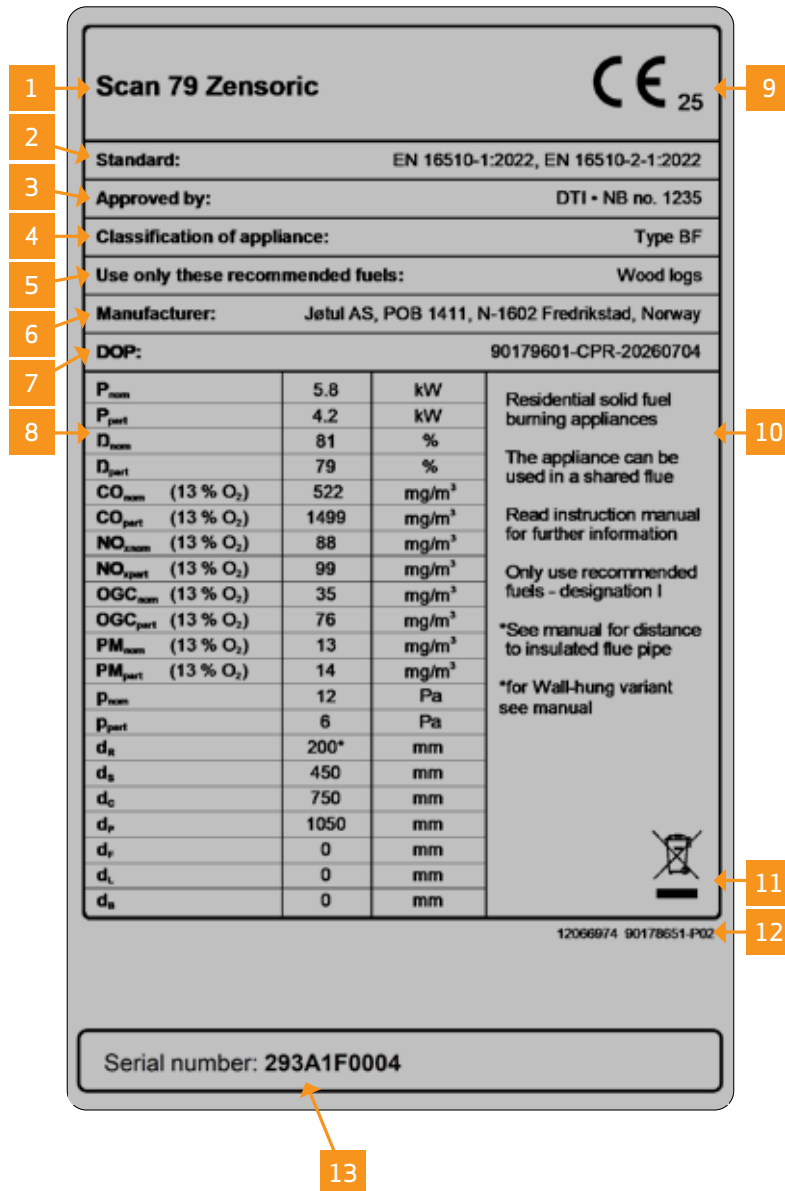 1
Scan 79 Zensoric
CE 25
9
2
Standard: EN 16510-1:2022, EN 16510-2-1:2022
3
Approved by: DTI • NB no. 1235
4
Classification of appliance: Type BF
5
Use only these recommended fuels: Wood logs
6
Manufacturer: Jøtul AS, POB 1411, N-1602 Fredrikstad, Norway
7
DOP: 90179601-CPR-20260704
8
Pnom 5.8 kW
Ppart 4.2 kW
Dnom 81 %
Dpart 79 %
COnom (13 % O₂) 522 mg/m³
COpart (13 % O₂) 1499 mg/m³
NOxnom (13 % O₂) 88 mg/m³
NOxpart (13 % O₂) 99 mg/m³
OGCnom (13 % O₂) 35 mg/m³
OGCpart (13 % O₂) 76 mg/m³
PMnom (13 % O₂) 13 mg/m³
PMpart (13 % O₂) 14 mg/m³
pnom 12 Pa
ppart 6 Pa
dR 200* mm
dS 450 mm
dC 750 mm
dP 1050 mm
dF 0 mm
dL 0 mm
dB 0 mm
Residential solid fuel
burning appliances
The appliance can be
used in a shared flue
Read instruction manual
for further information
Only use recommended
fuels - designation I
*See manual for distance
to insulated flue pipe
*for Wall-hung variant
see manual
10
11
12066974 90178651-P02
12
Serial number: 293A1F0004
13